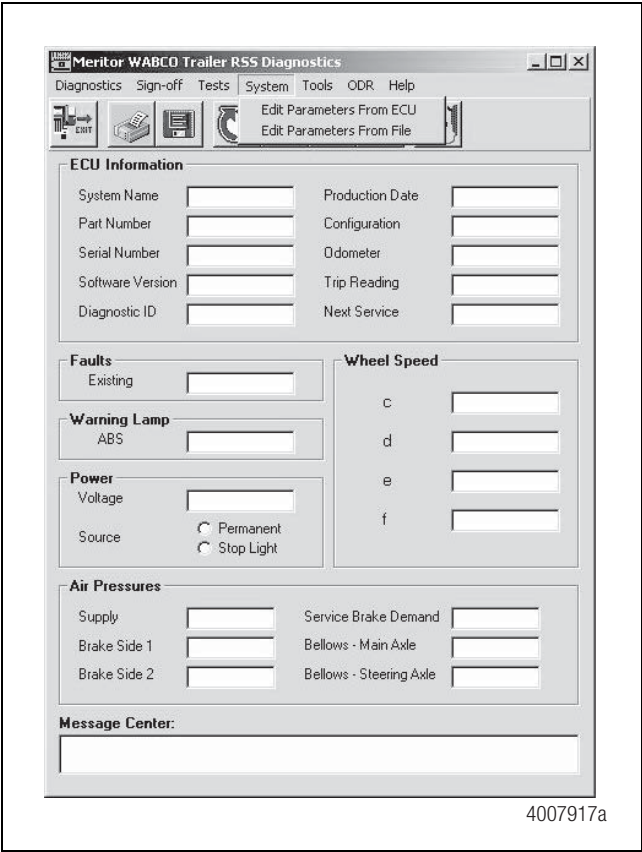 Meritor WABCO Trailer RSS Diagnostics
Diagnostics Sign-off Tests System Tools ODR Help
Edit Parameters From ECU
Edit Parameters From File
EXIT
ECU Information
System Name Production Date
Part Number Configuration
Serial Number Odometer
Software Version Trip Reading
Diagnostic ID Next Service
Faults
Existing
Warning Lamp
ABS
Power
Voltage
Source
Permanent
Stop Light
Wheel Speed
c
d
e
f
Air Pressures
Supply Service Brake Demand
Brake Side 1 Bellows - Main Axle
Brake Side 2 Bellows - Steering Axle
Message Center:
4007917a